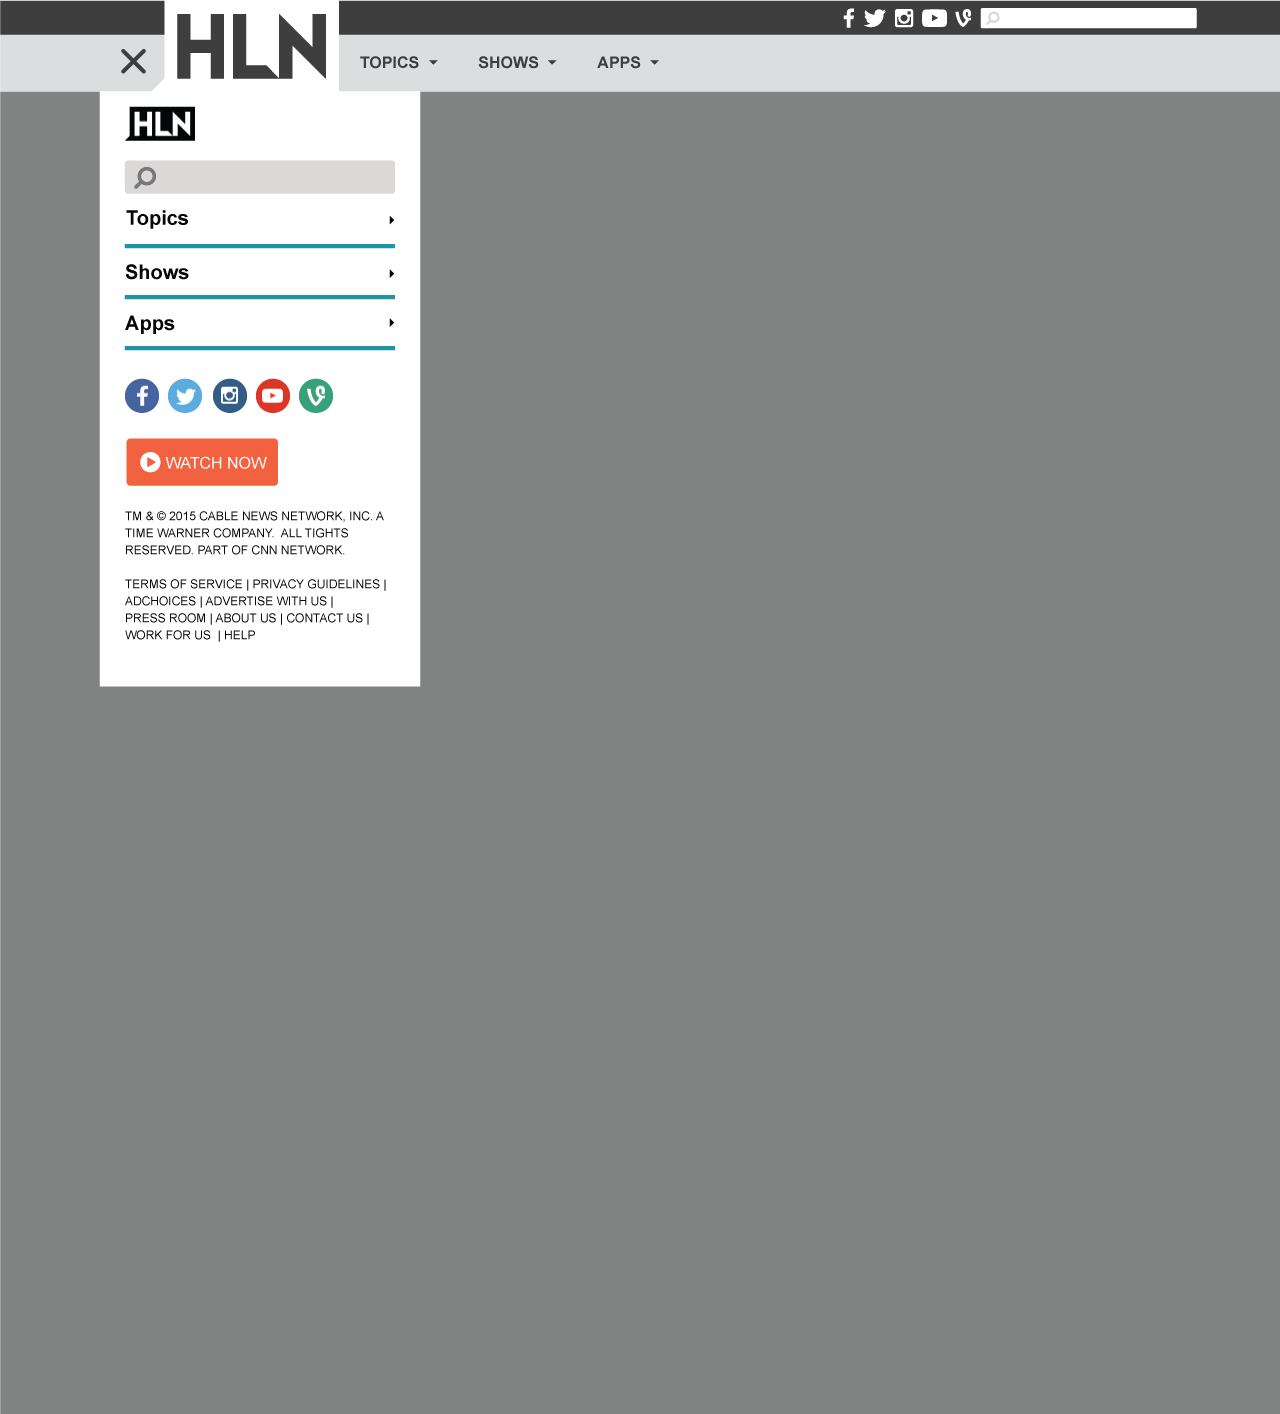 HLN
TOPICS SHOWS APPS
HLN
Topics
Shows
Apps
WATCH NOW
TM & © 2015 CABLE NEWS NETWORK, INC. A
TIME WARNER COMPANY. ALL TIGHTS
RESERVED. PART OF CNN NETWORK.
TERMS OF SERVICE | PRIVACY GUIDELINES |
ADCHOICES | ADVERTISE WITH US |
PRESS ROOM | ABOUT US | CONTACT US |
WORK FOR US | HELP